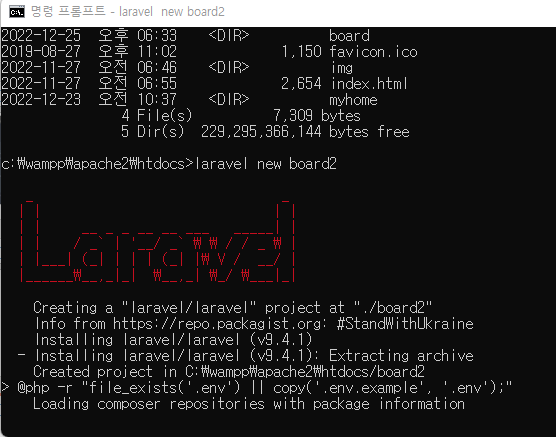 명령 프롬프트 - laravel new board2
2022-12-25 오후 06:33 <DIR> board
2019-08-27 오후 11:02 1,150 favicon.ico
2022-11-27 오전 06:46 <DIR> img
2022-11-27 오전 06:55 2,654 index.html
2022-12-23 오전 10:37 <DIR> myhome
4 File(s) 7,309 bytes
5 Dir(s) 229,295,366,144 bytes free
c:₩wampp₩apache2₩htdocs>laravel new board2
Laravel
Creating a "laravel/laravel" project at "./board2"
Info from https://repo.packagist.org: #StandWithUkraine
Installing laravel/laravel (v9.4.1)
- Installing laravel/laravel (v9.4.1): Extracting archive
Created project in C:₩wampp₩apache2₩htdocs/board2
> @php -r "file_exists('.env') || copy('.env.example', '.env');"
Loading composer repositories with package information